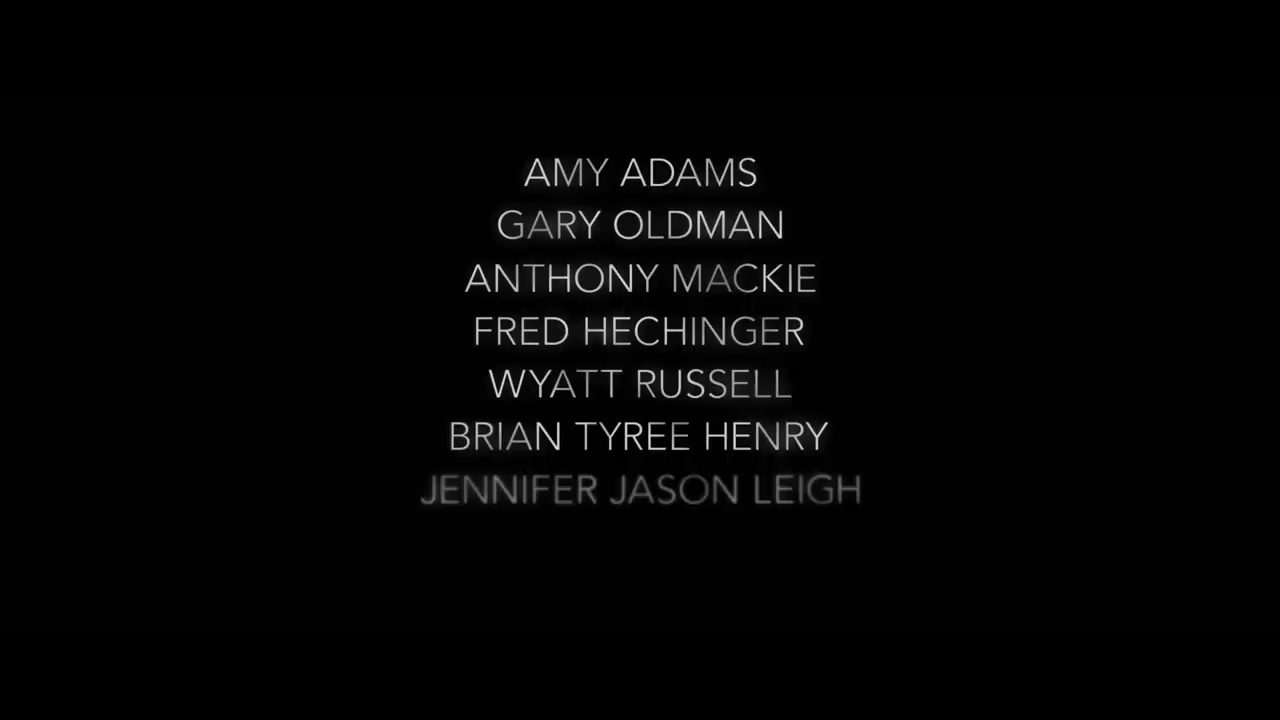 AMY ADAMS
GARY OLDMAN
ANTHONY MACKIE
FRED HECHINGER
WYATT RUSSELL
BRIAN TYREE HENRY
JENNIFER JASON LEIGH